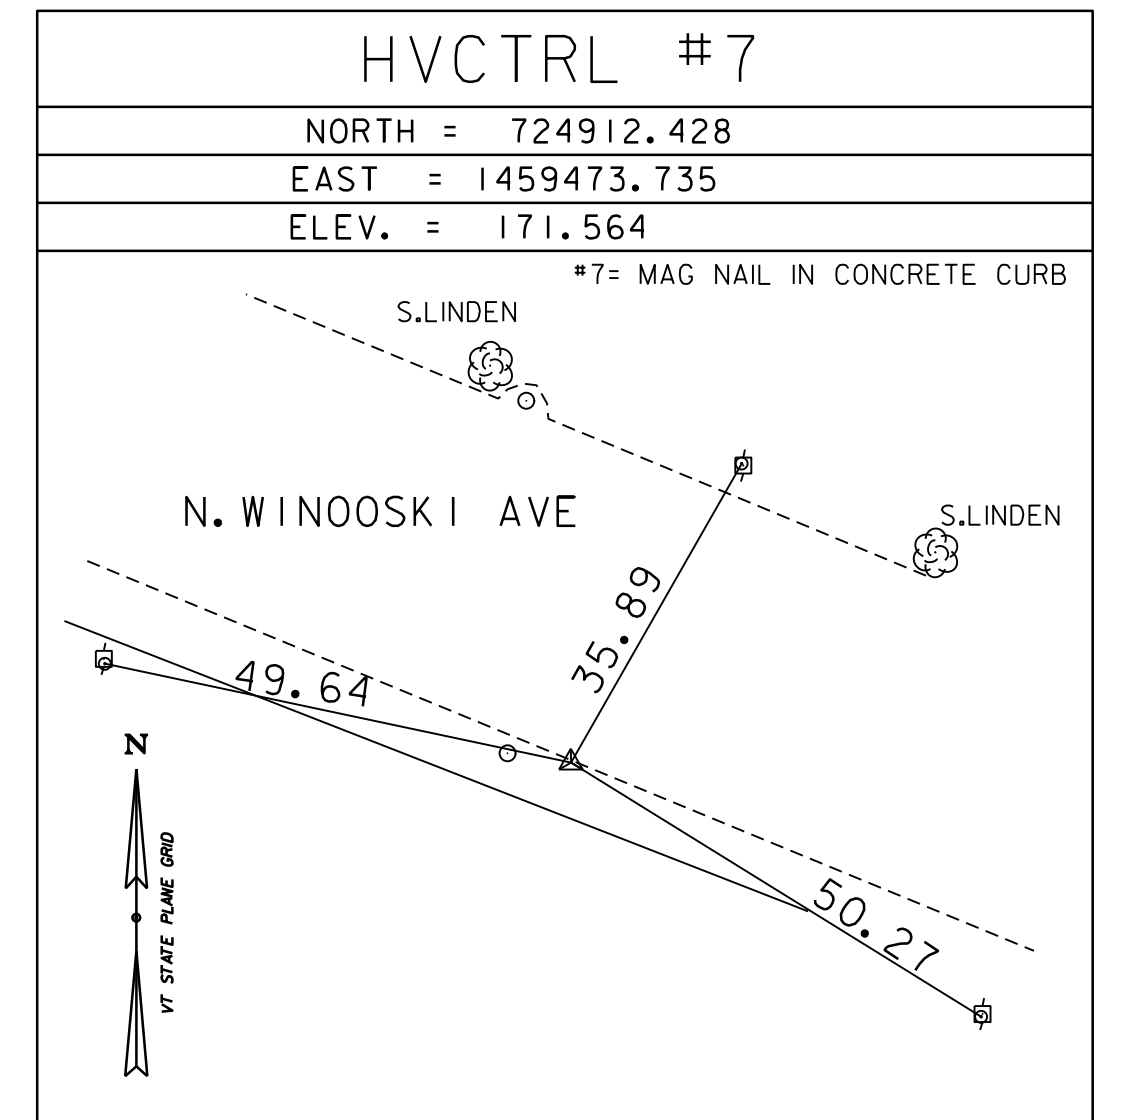 HVCTRL #7
NORTH = 724912.428
EAST = 1459473.735
ELEV. = 171.564
#7= MAG NAIL IN CONCRETE CURB
S.LINDEN
N. WINOOSKI AVE
S.LINDEN
35.89
49.64
N
VT STATE PLANE GRID
50.27